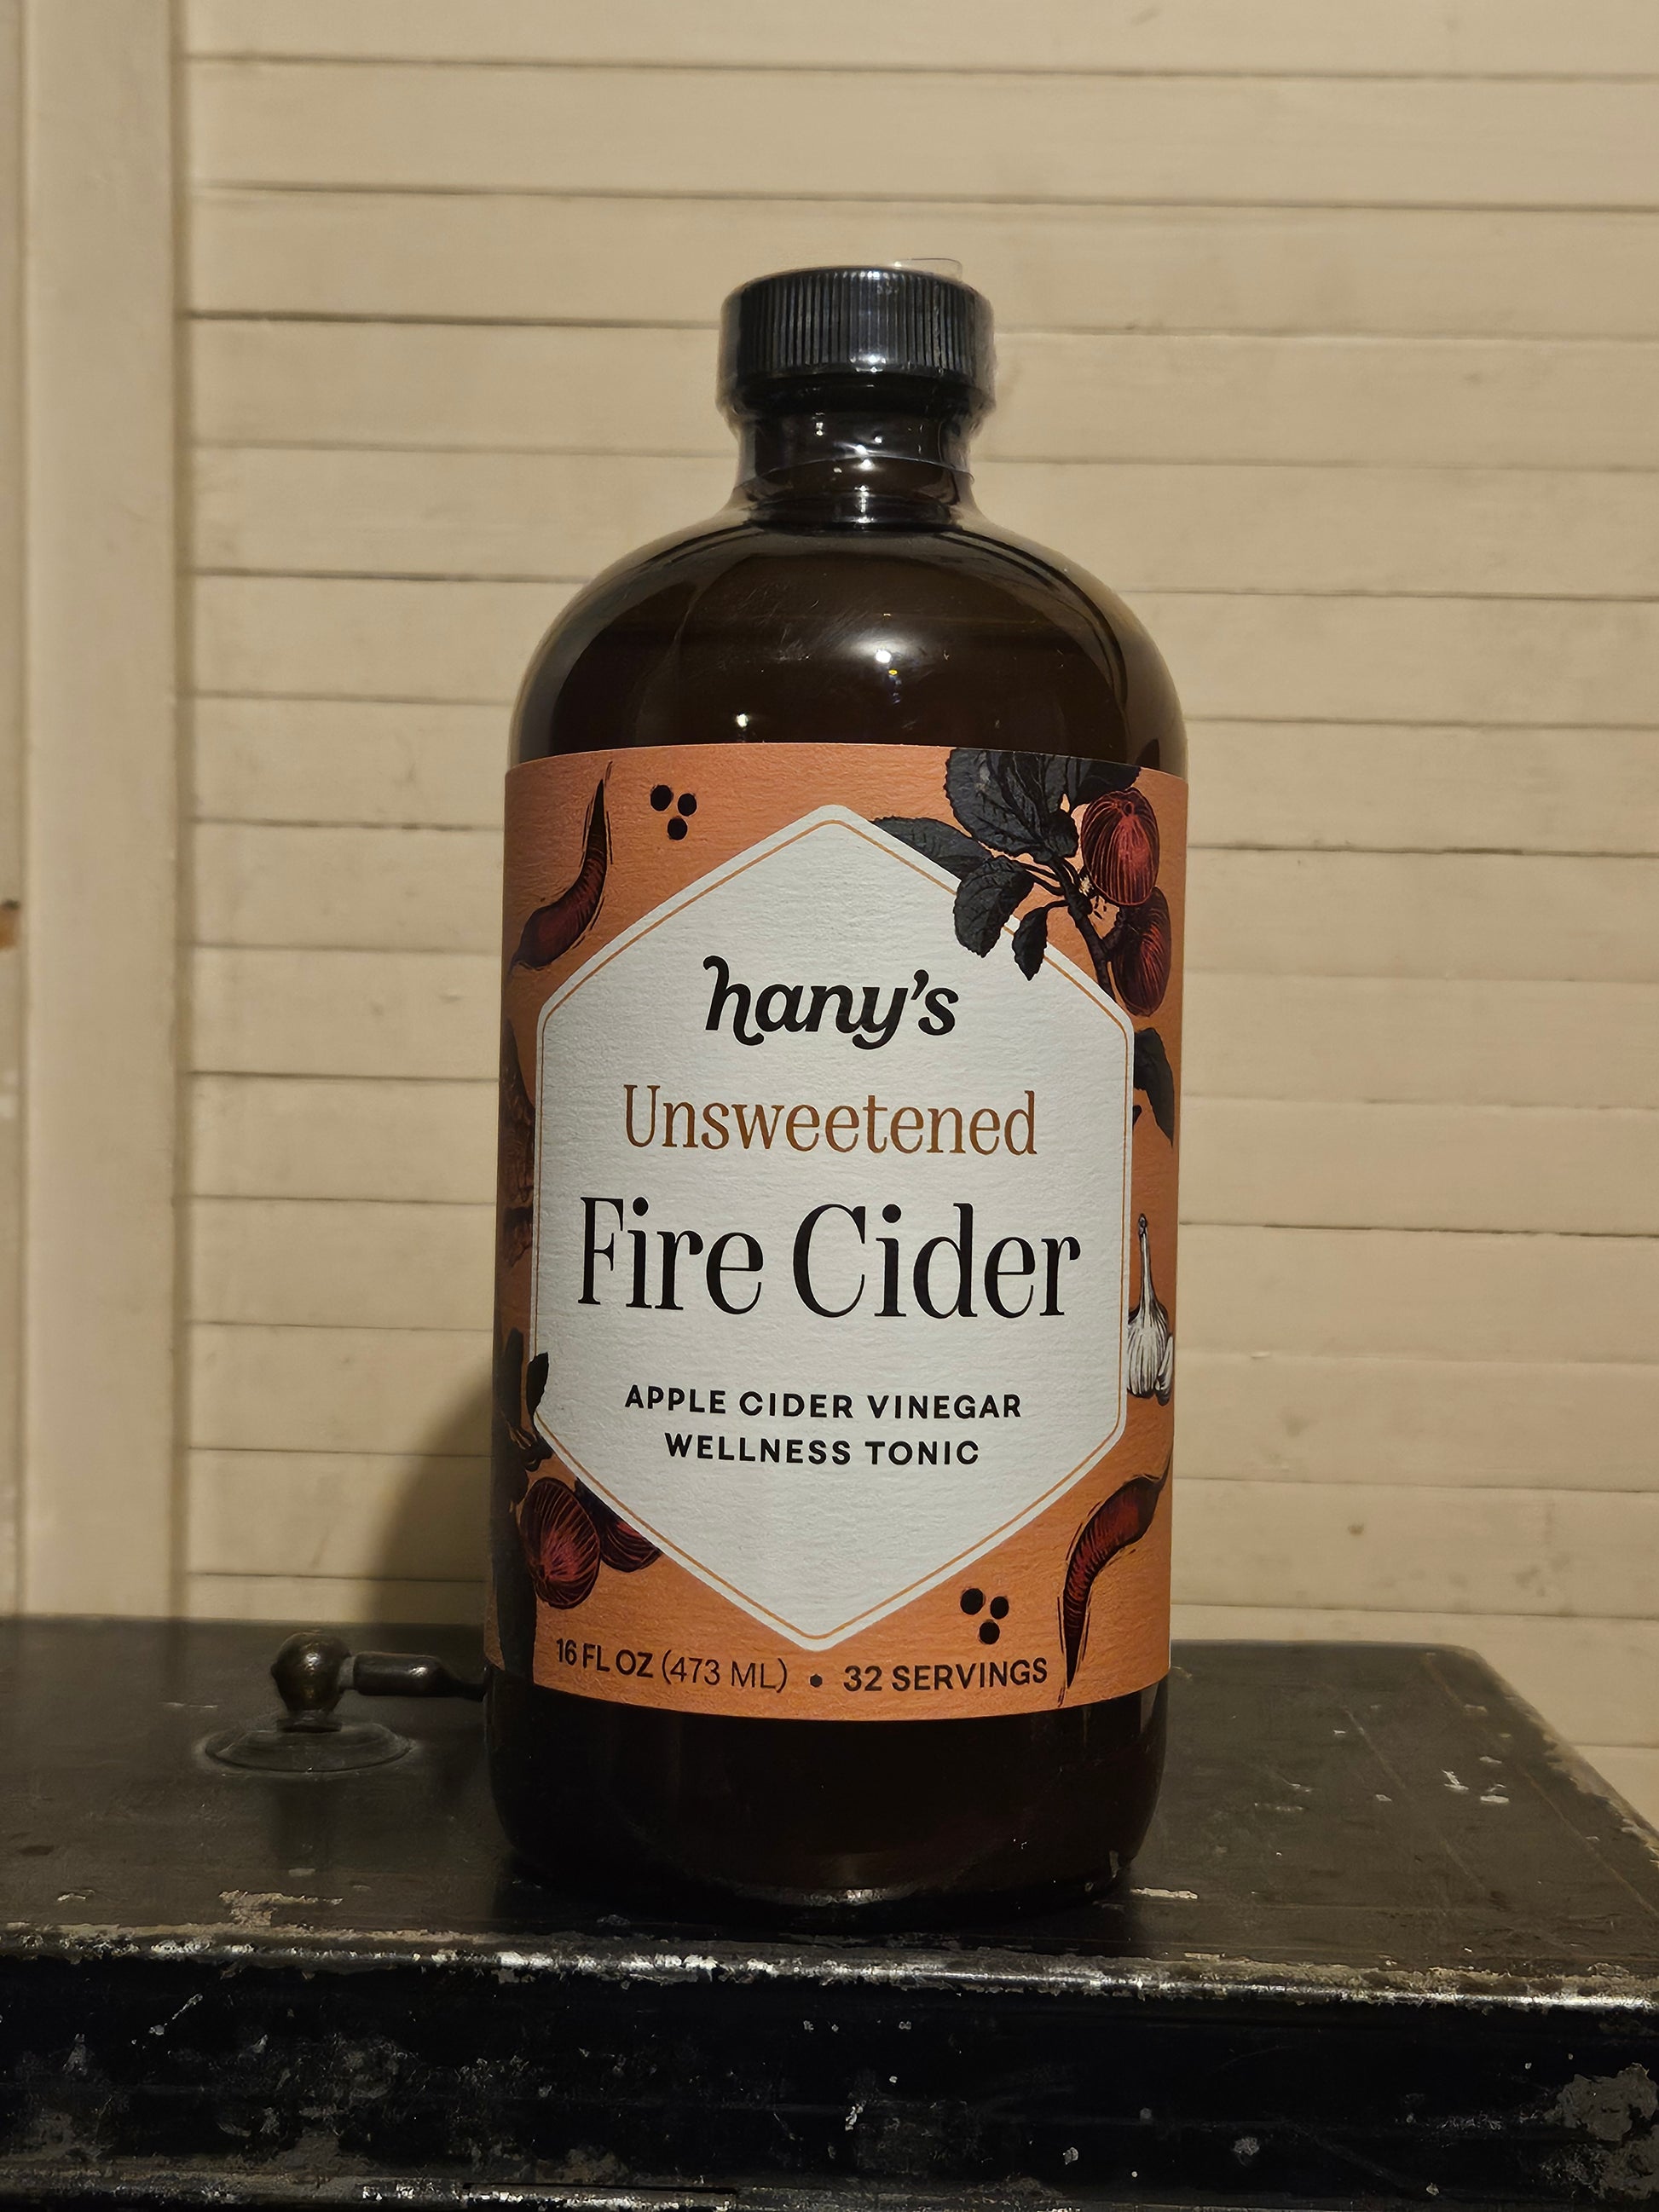 hany's
Unsweetened
Fire Cider
APPLE CIDER VINEGAR
WELLNESS TONIC
16 FL OZ (473 ML) • 32 SERVINGS